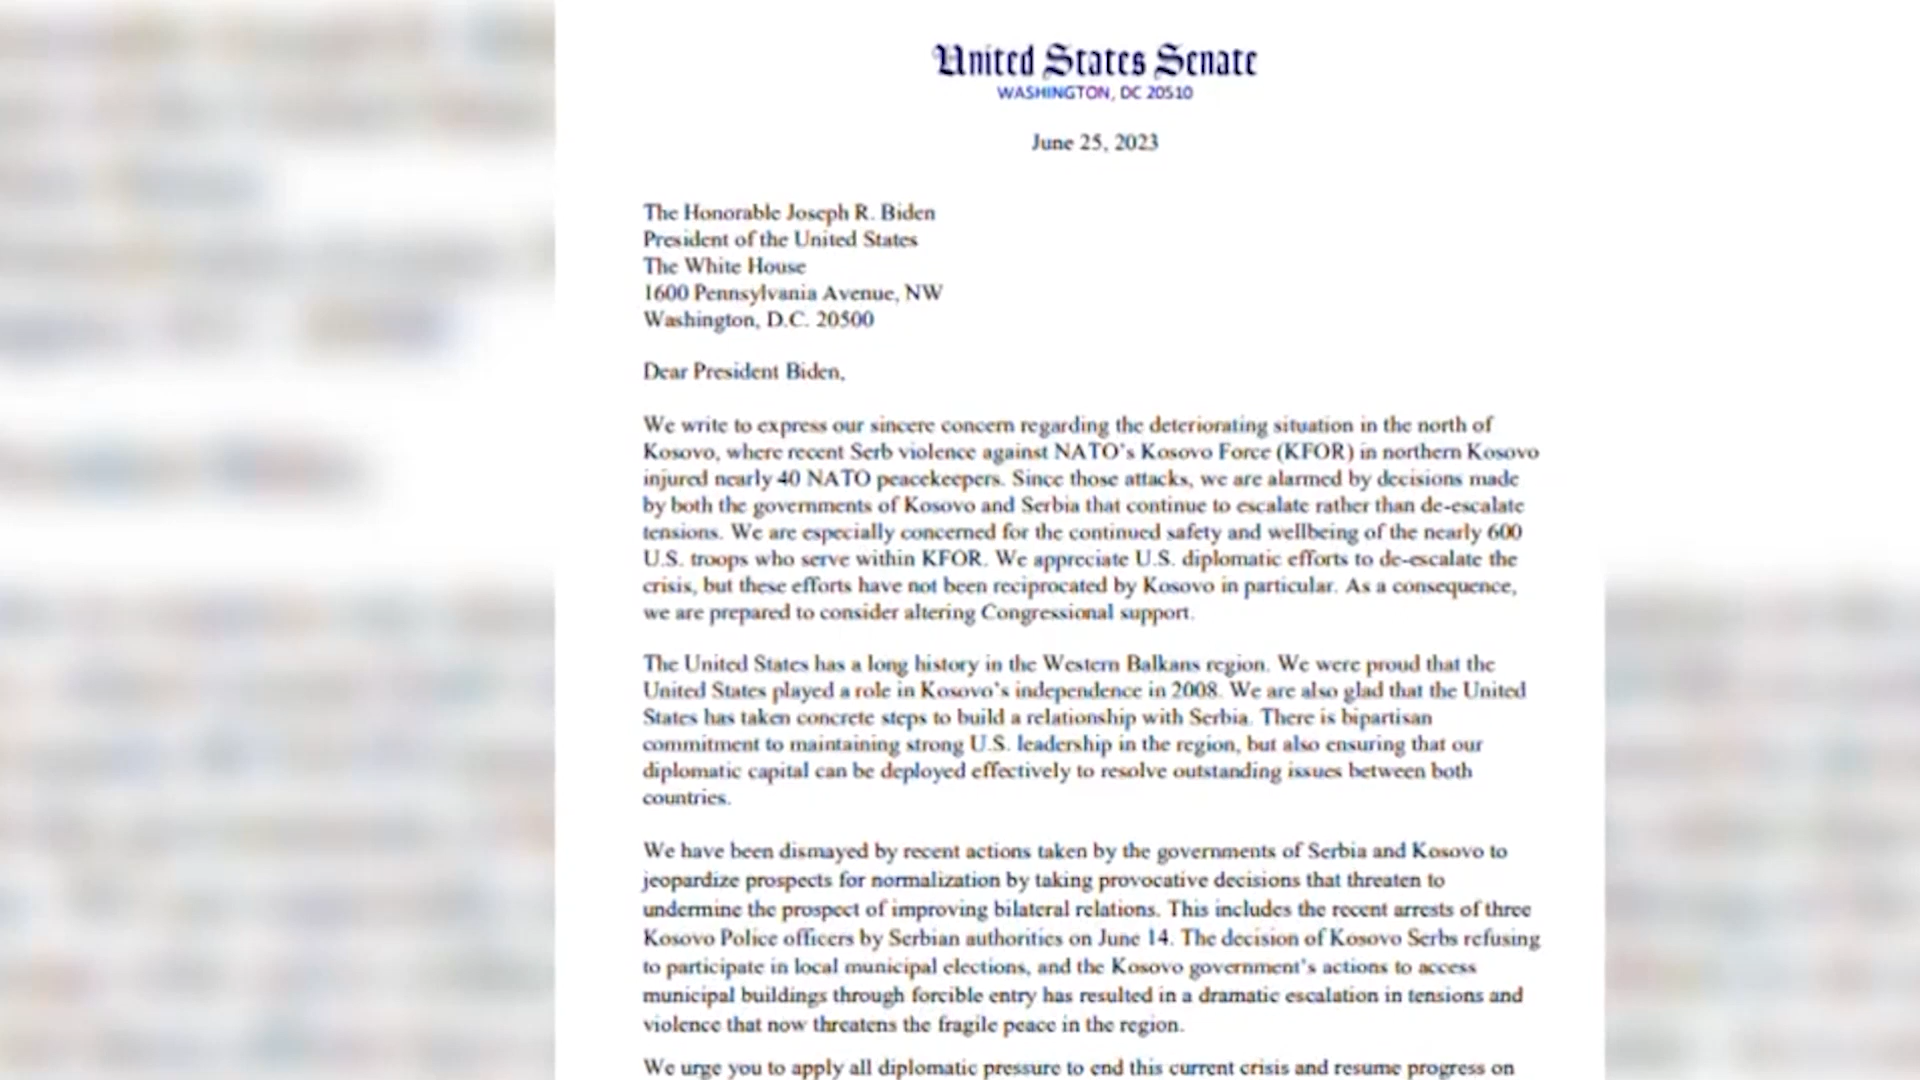 United States Senate
WASHINGTON, DC 20510
June 25, 2023
The Honorable Joseph R. Biden
President of the United States
The White House
1600 Pennsylvania Avenue, NW
Washington, D.C. 20500
Dear President Biden,
We write to express our sincere concern regarding the deteriorating situation in the north of
Kosovo, where recent Serb violence against NATO's Kosovo Force (KFOR) in northern Kosovo
injured nearly 40 NATO peacekeepers. Since those attacks, we are alarmed by decisions made
by both the governments of Kosovo and Serbia that continue to escalate rather than de-escalate
tensions. We are especially concerned for the continued safety and wellbeing of the nearly 600
U.S. troops who serve within KFOR. We appreciate U.S. diplomatic efforts to de-escalate the
crisis, but these efforts have not been reciprocated by Kosovo in particular. As a consequence,
we are prepared to consider altering Congressional support.
The United States has a long history in the Western Balkans region. We were proud that the
United States played a role in Kosovo's independence in 2008. We are also glad that the United
States has taken concrete steps to build a relationship with Serbia. There is bipartisan
commitment to maintaining strong U.S. leadership in the region, but also ensuring that our
diplomatic capital can be deployed effectively to resolve outstanding issues between both
countries.
We have been dismayed by recent actions taken by the governments of Serbia and Kosovo to
jeopardize prospects for normalization by taking provocative decisions that threaten to
undermine the prospect of improving bilateral relations. This includes the recent arrests of three
Kosovo Police officers by Serbian authorities on June 14. The decision of Kosovo Serbs refusing
to participate in local municipal elections, and the Kosovo government's actions to access
municipal buildings through forcible entry has resulted in a dramatic escalation in tensions and
violence that now threatens the fragile peace in the region.
We urge you to apply all diplomatic pressure to end this current crisis and resume progress on